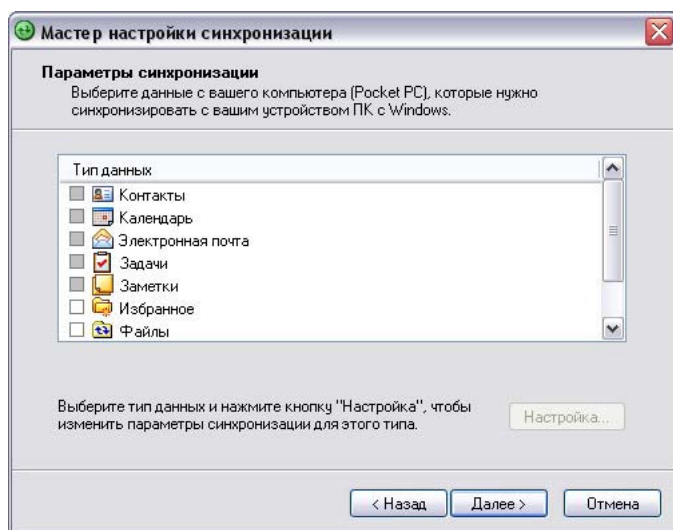 Мастер настройки синхронизации
Параметры синхронизации
Выберите данные с вашего компьютера (Pocket PC), которые нужно
синхронизировать с вашим устройством ПК с Windows.
Тип данных
Контакты
Календарь
Электронная почта
Задачи
Заметки
Избранное
Файлы
Выберите тип данных и нажмите кнопку "Настройка", чтобы
изменить параметры синхронизации для этого типа.
Настройка...
< Назад
Далее >
Отмена